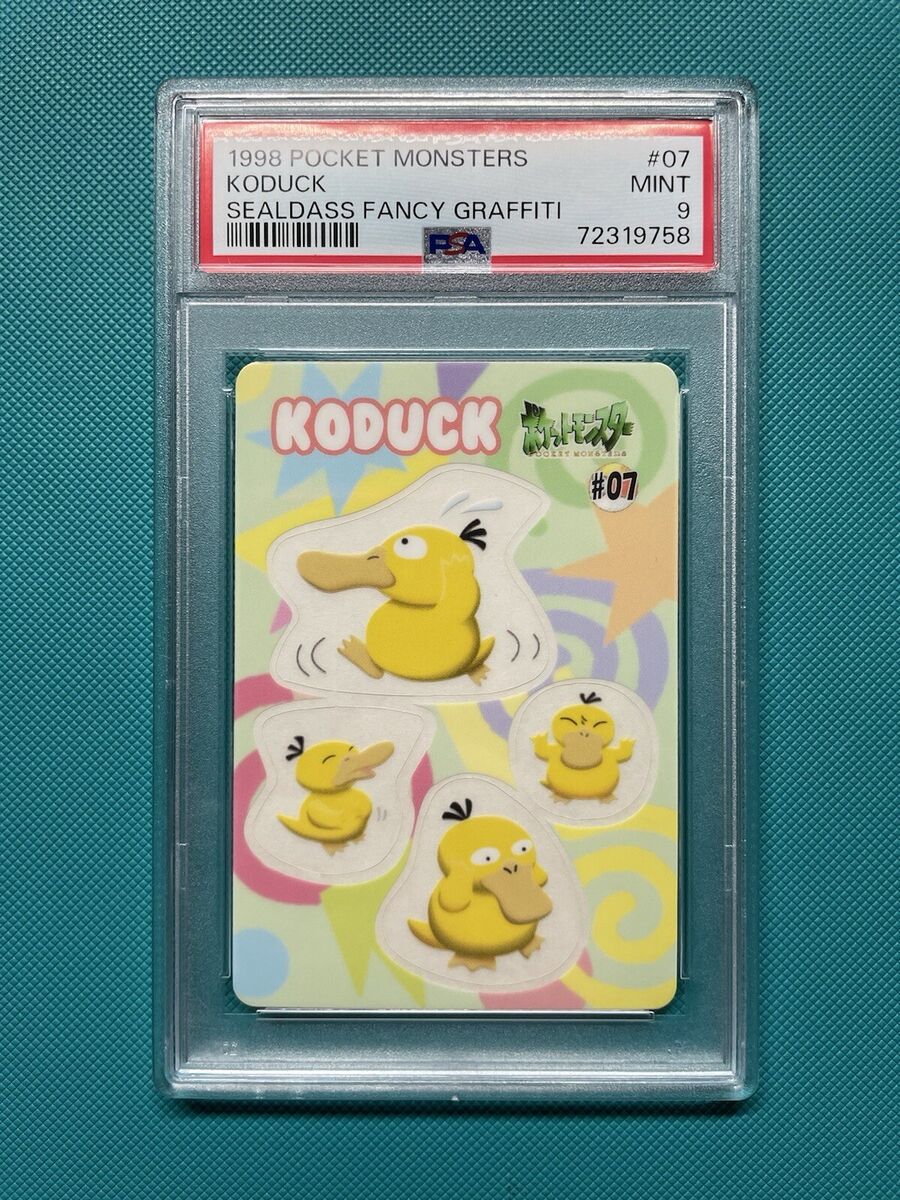 1998 POCKET MONSTERS #07
KODUCK MINT
SEALDASS FANCY GRAFFITI 9
PSA 72319758
KODUCK
ポケットモンスター
POCKET MONSTERS
#07